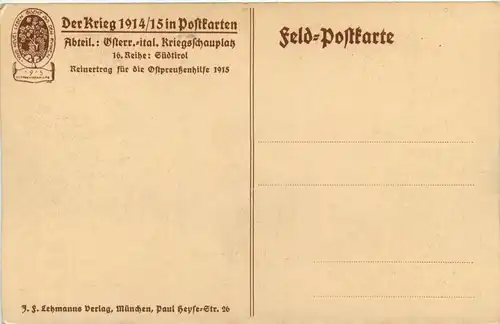 Der Krieg 1914/15 in Postkarten
Abteil.: Österr.-ital. Kriegsschauplatz
16. Reihe: Südtirol
Reinertrag für die Ostpreußenhilfe 1915
Feld-Postkarte
J. F. Lehmanns Verlag, München, Paul Heyse-Str. 26